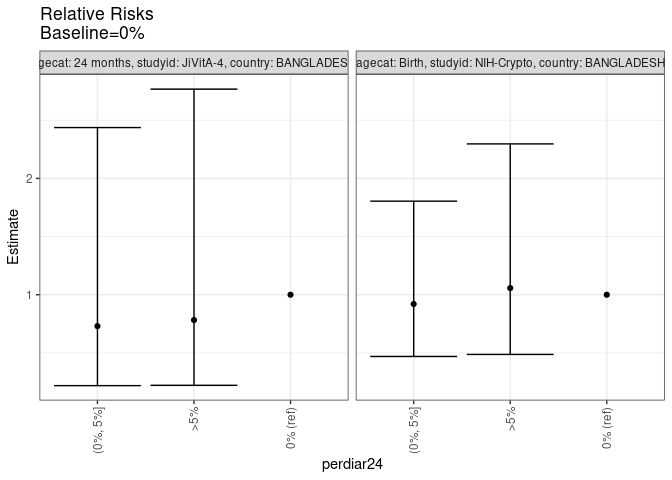 Relative Risks
Baseline=0%
gecat: 24 months, studyid: JiVitA-4, country: BANGLADES
agecat: Birth, studyid: NIH-Crypto, country: BANGLADESH
Estimate
2
1
(0%, 5%]
>5%
0% (ref)
(0%, 5%]
>5%
0% (ref)
perdiar24